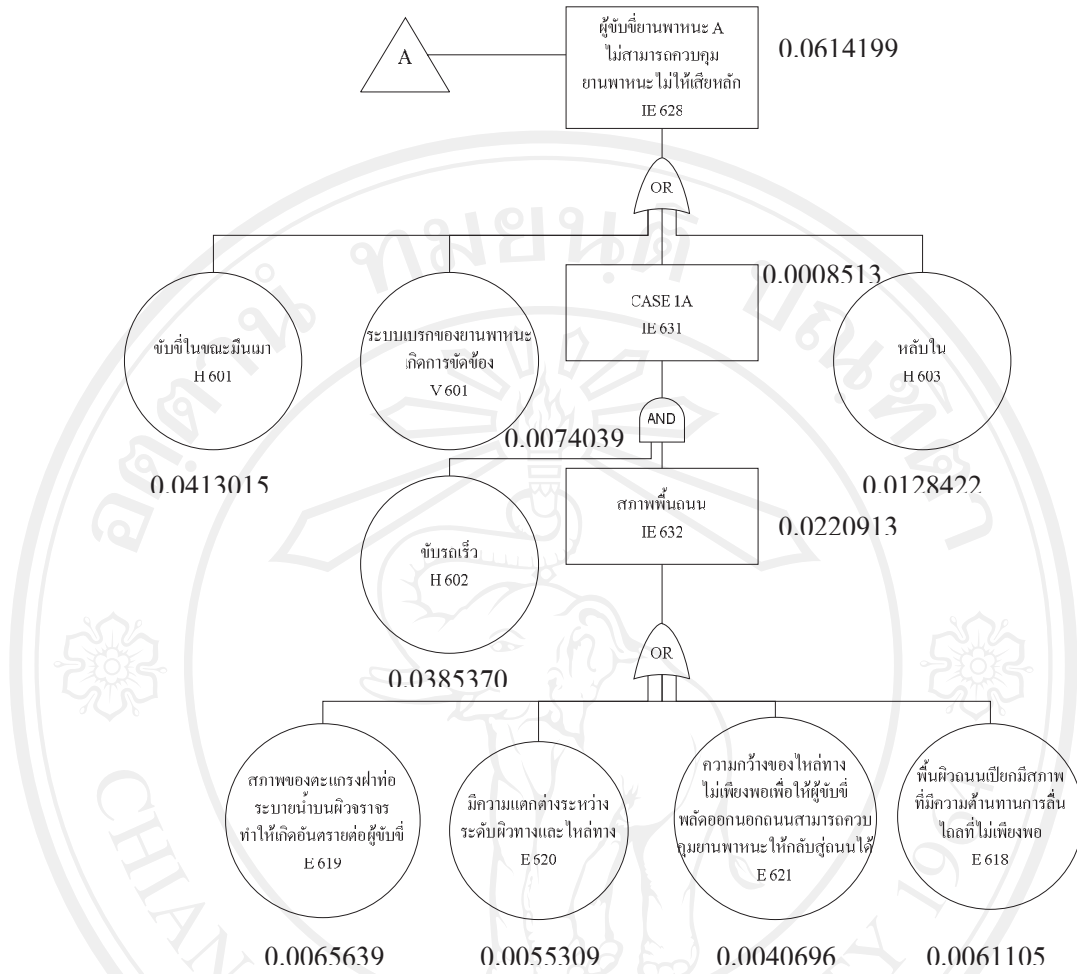 A
ผู้ขับขี่ยานพาหนะ A
ไม่สามารถควบคุม
ยานพาหนะไม่ให้เสียหลัก
IE 628
0.0614199
OR
ขับขี่ในขณะมึนเมา
H 601
0.0413015
ระบบเบรกของยานพาหนะ
เกิดการขัดข้อง
V 601
0.0074039
CASE 1A
IE 631
0.0008513
หลับใน
H 603
0.0128422
AND
ขับรถเร็ว
H 602
0.0385370
สภาพพื้นถนน
IE 632
0.0220913
OR
สภาพของตะแกรงฝาท่อ
ระบายน้ำบนผิวจราจร
ทำให้เกิดอันตรายต่อผู้ขับขี่
E 619
0.0065639
มีความแตกต่างระหว่าง
ระดับผิวทางและไหล่ทาง
E 620
0.0055309
ความกว้างของไหล่ทาง
ไม่เพียงพอเพื่อให้ผู้ขับขี่
พลัดออกนอกถนนสามารถควบ
คุมยานพาหนะให้กลับสู่ถนนได้
E 621
0.0040696
พื้นผิวถนนเปียกมีสภาพ
ที่มีความต้านทานการลื่น
ไถลที่ไม่เพียงพอ
E 618
0.0061105